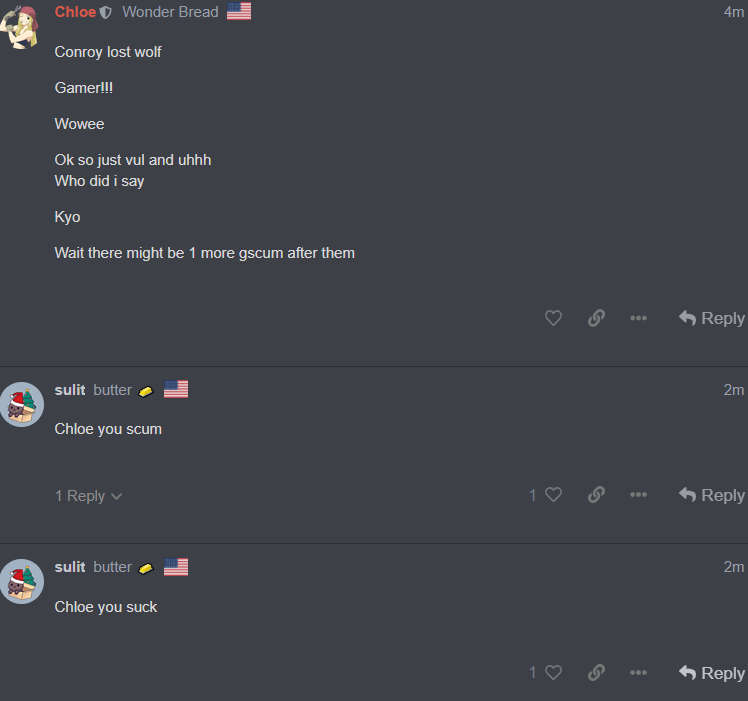 Chloe Wonder Bread 4m
Conroy lost wolf
Gamer!!!
Wowee
Ok so just vul and uhhh
Who did i say
Kyo
Wait there might be 1 more gscum after them
Reply
sulit butter 2m
Chloe you scum
1 Reply 1 Reply
sulit butter 2m
Chloe you suck
1 Reply